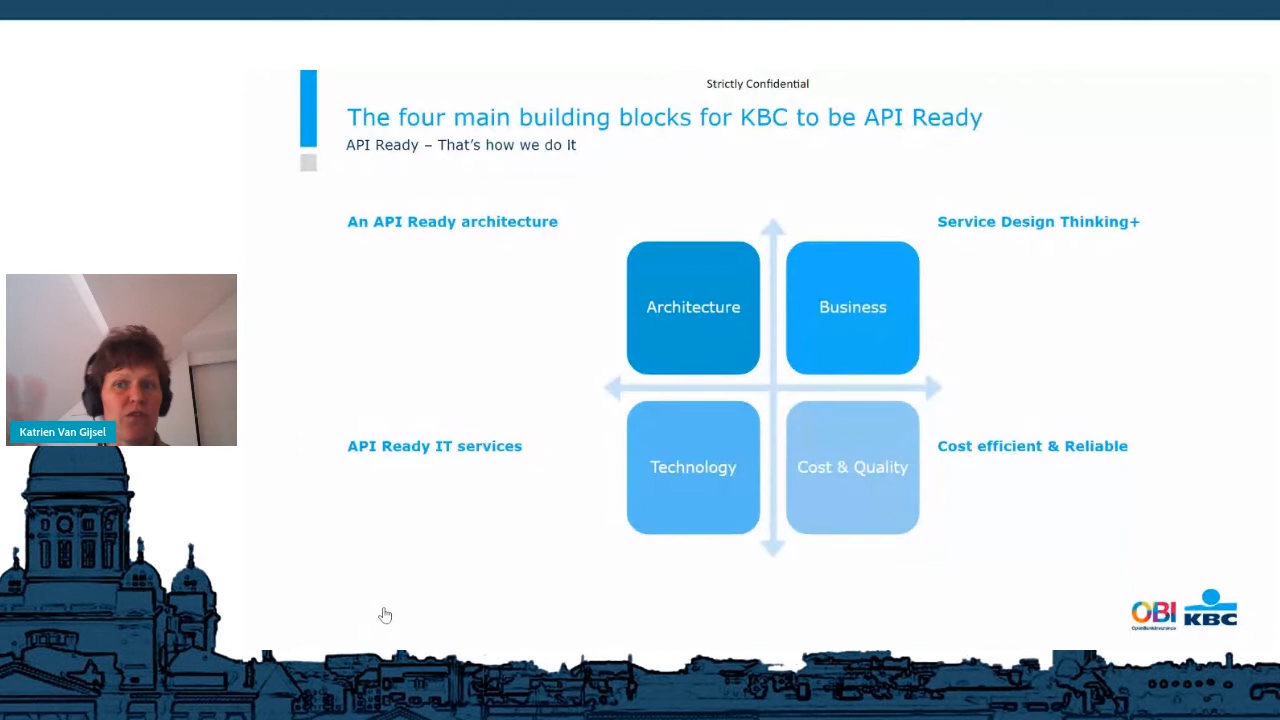 Strictly Confidential
The four main building blocks for KBC to be API Ready
API Ready – That's how we do it
An API Ready architecture
Service Design Thinking+
Architecture
Business
Katrien Van Gijsel
API Ready IT services
Cost efficient & Reliable
Technology
Cost & Quality
OBI
OpenBankInsurance
KBC